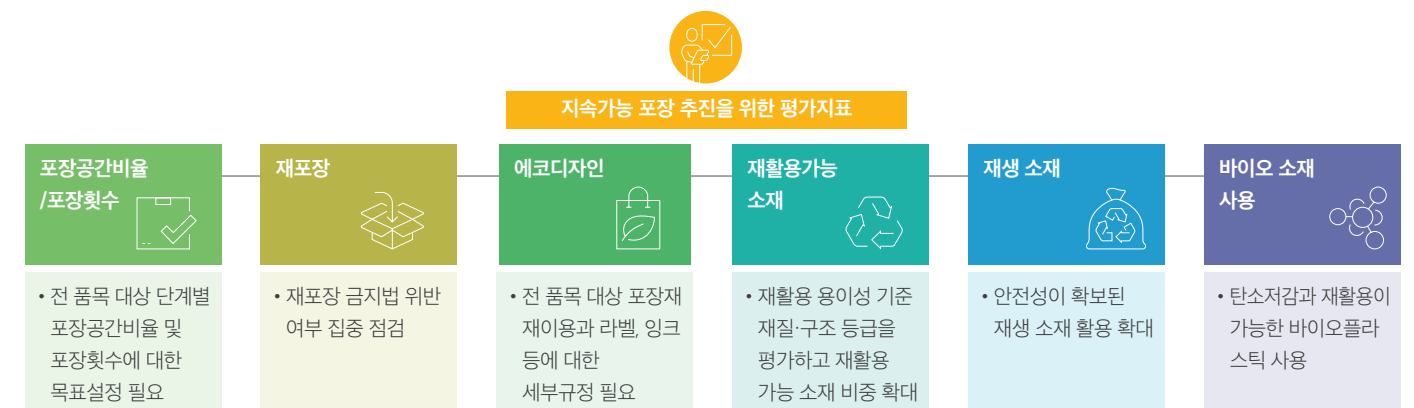 지속가능 포장 추진을 위한 평가지표
포장공간비율
/포장횟수
• 전 품목 대상 단계별
포장공간비율 및
포장횟수에 대한
목표설정 필요
재포장
• 재포장 금지법 위반
여부 집중 점검
에코디자인
• 전 품목 대상 포장재
재이용과 라벨, 잉크
등에 대한
세부규정 필요
재활용가능
소재
• 재활용 용이성 기준
재질·구조 등급을
평가하고 재활용
가능 소재 비중 확대
재생 소재
• 안전성이 확보된
재생 소재 활용 확대
바이오 소재
사용
• 탄소저감과 재활용이
가능한 바이오플라
스틱 사용